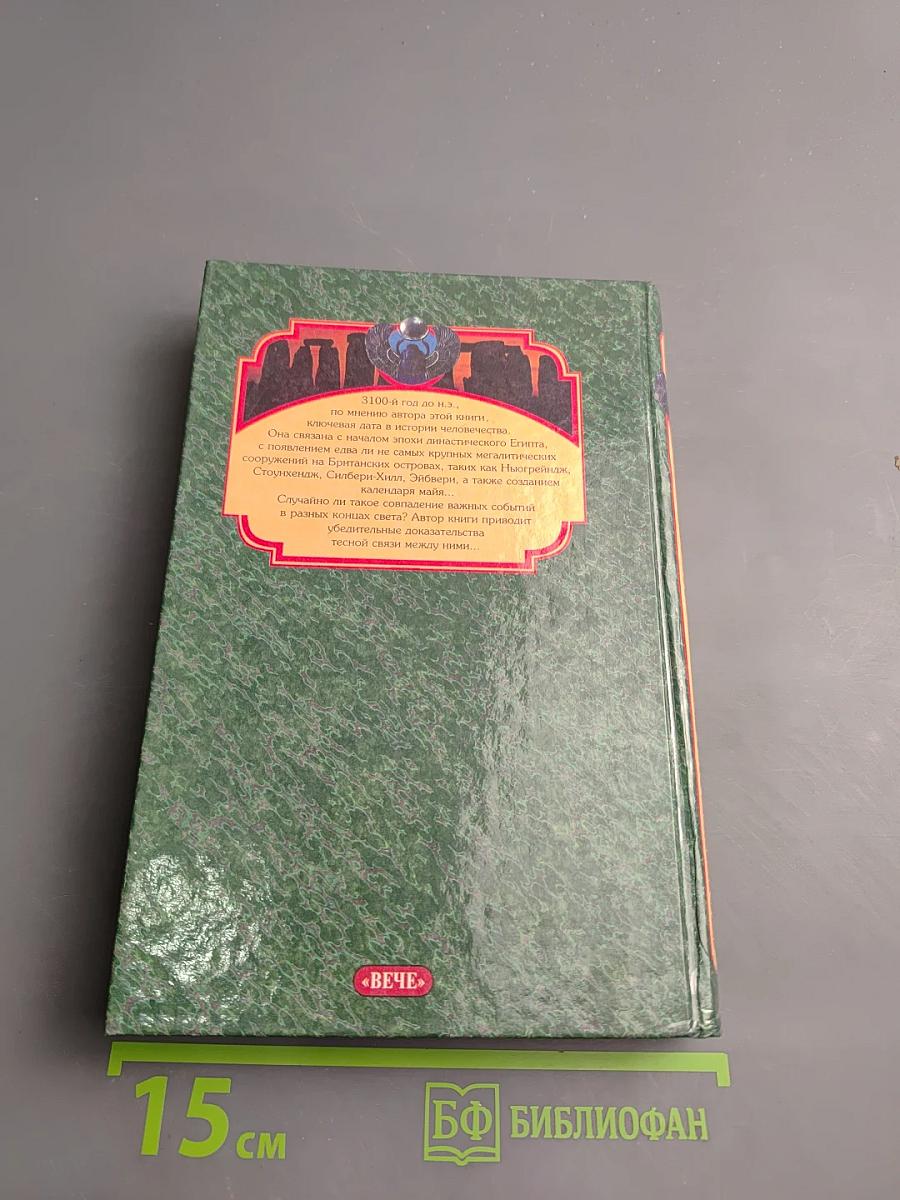 3100-й год до н.э.,
по мнению автора этой книги,
ключевая дата в истории человечества.
Она связана с началом эпохи династического Египта,
с появлением едва ли не самых крупных мегалитических
сооружений на Британских островах, таких как Ньюгрейндж,
Стоунхендж, Силбери-Хилл, Эйбвери, а также созданием
календаря майя...
Случайно ли такое совпадение важных событий
в разных концах света? Автор книги приводит
убедительные доказательства
тесной связи между ними...
«ВЕЧЕ»
15 см
БФ БИБЛИОФАН